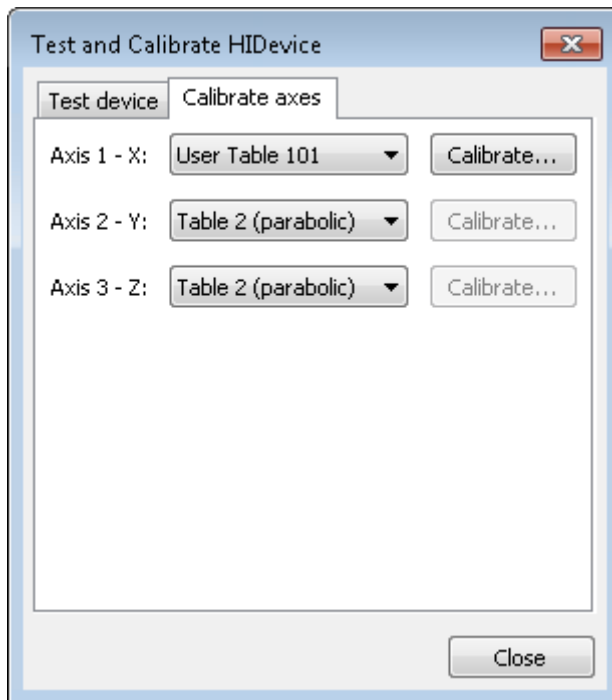 Test and Calibrate HIDevice
Test device Calibrate axes
Axis 1 - X: User Table 101 Calibrate...
Axis 2 - Y: Table 2 (parabolic) Calibrate...
Axis 3 - Z: Table 2 (parabolic) Calibrate...
Close